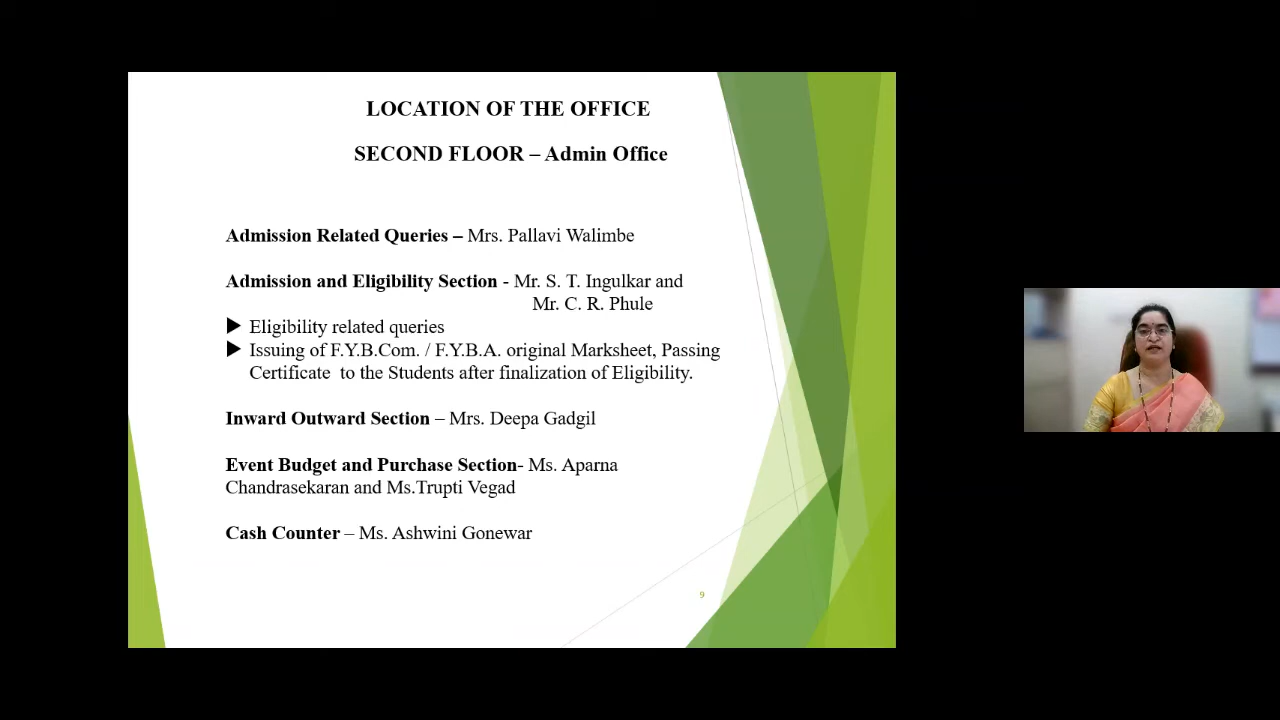 LOCATION OF THE OFFICE
SECOND FLOOR – Admin Office
Admission Related Queries – Mrs. Pallavi Walimbe
Admission and Eligibility Section - Mr. S. T. Ingulkar and
Mr. C. R. Phule
Eligibility related queries
Issuing of F.Y.B.Com. / F.Y.B.A. original Marksheet, Passing
Certificate to the Students after finalization of Eligibility.
Inward Outward Section – Mrs. Deepa Gadgil
Event Budget and Purchase Section- Ms. Aparna
Chandrasekaran and Ms.Trupti Vegad
Cash Counter – Ms. Ashwini Gonewar
9